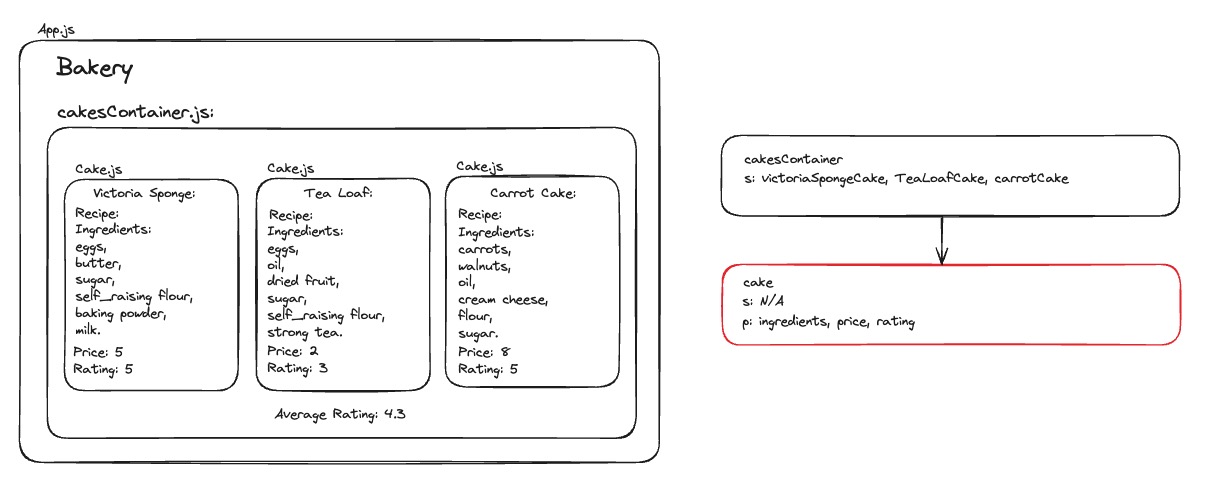 App.js
Bakery
cakesContainer.js:
Cake.js
Victoria Sponge:
Recipe:
Ingredients:
eggs,
butter,
sugar,
self_raising flour,
baking powder,
milk.
Price: 5
Rating: 5
Cake.js
Tea Loaf:
Recipe:
Ingredients:
eggs,
oil,
dried fruit,
sugar,
self_raising flour,
strong tea.
Price: 2
Rating: 3
Cake.js
Carrot Cake:
Recipe:
Ingredients:
carrots,
walnuts,
oil,
cream cheese,
flour,
sugar.
Price: 8
Rating: 5
Average Rating: 4.3
cakesContainer
s: victoriaSpongeCake, TeaLoafCake, carrotCake
cake
s: N/A
p: ingredients, price, rating